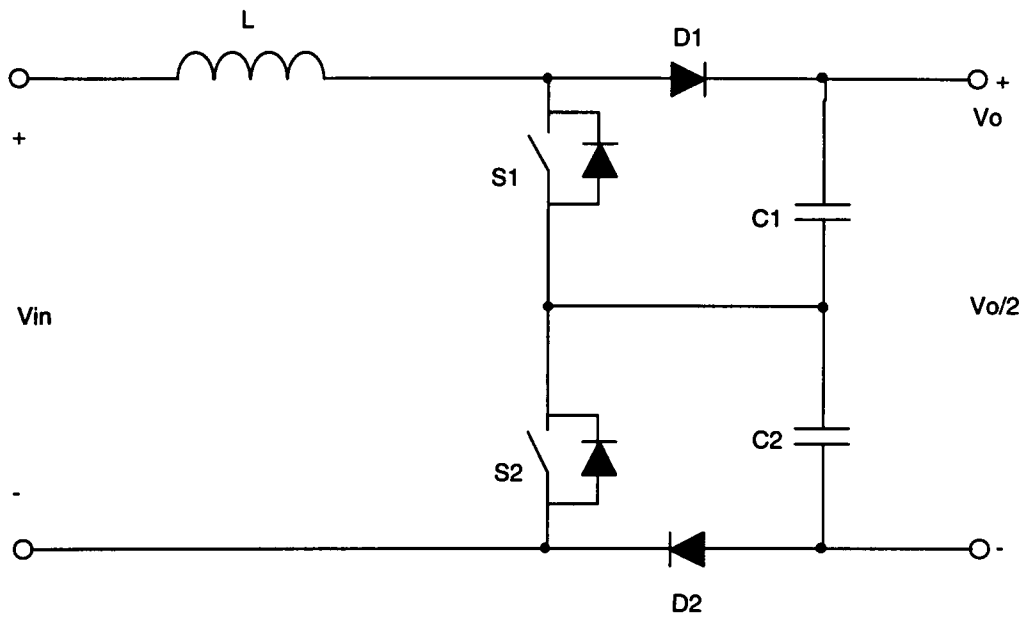 L
D1
+
Vo
+
S1
C1
Vin
Vo/2
C2
S2
-
-
D2